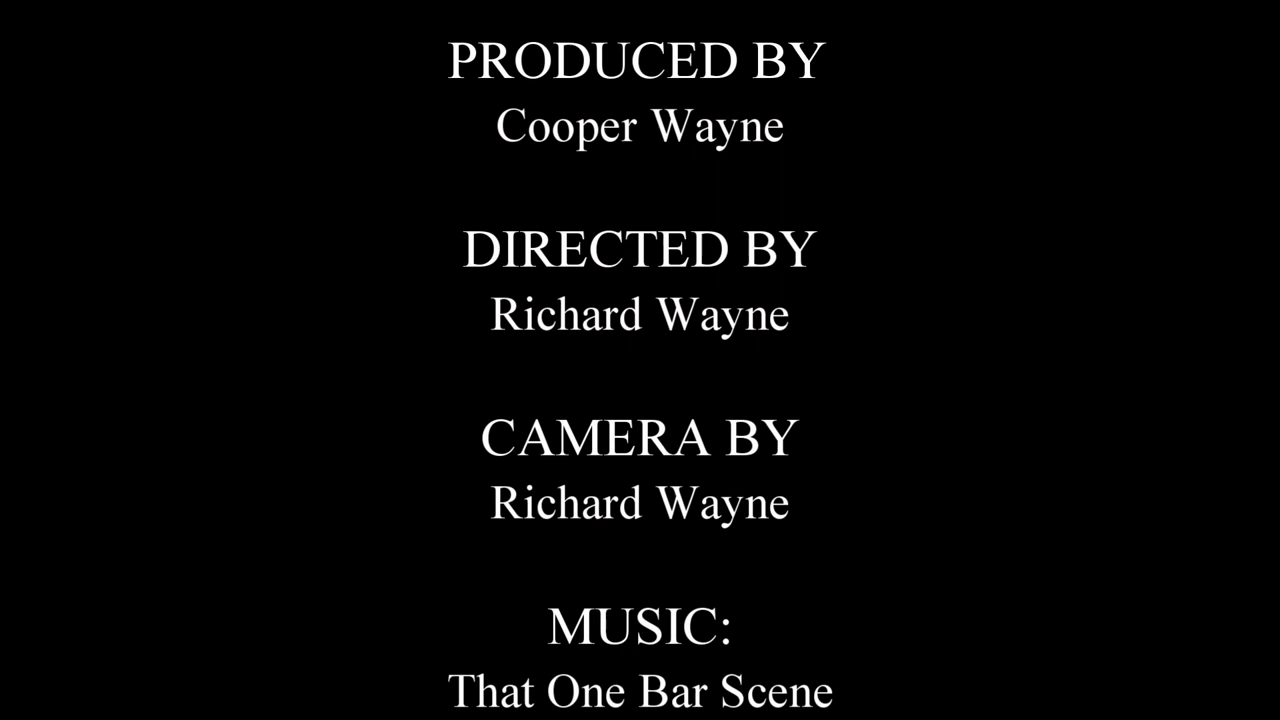 PRODUCED BY
Cooper Wayne
DIRECTED BY
Richard Wayne
CAMERA BY
Richard Wayne
MUSIC:
That One Bar Scene